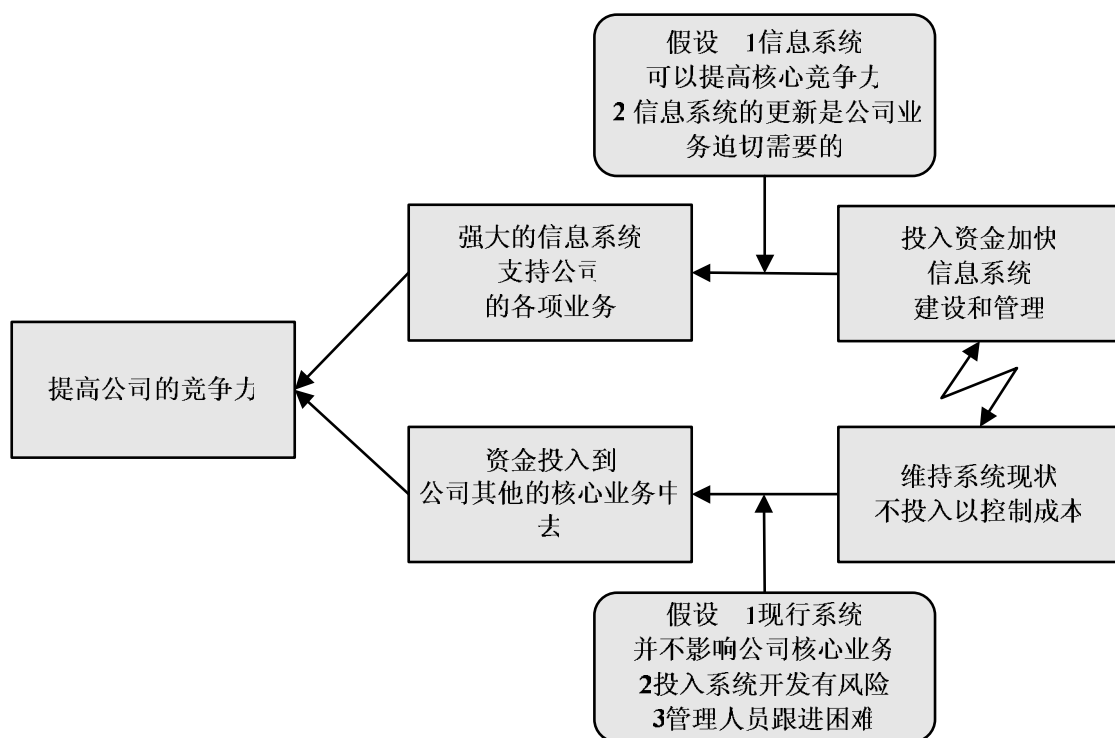 假设 1信息系统
可以提高核心竞争力
2 信息系统的更新是公司业
务迫切需要的
强大的信息系统
支持公司
的各项业务
投入资金加快
信息系统
建设和管理
提高公司的竞争力
资金投入到
公司其他的核心业务中
去
维持系统现状
不投入以控制成本
假设 1现行系统
并不影响公司核心业务
2投入系统开发有风险
3管理人员跟进困难